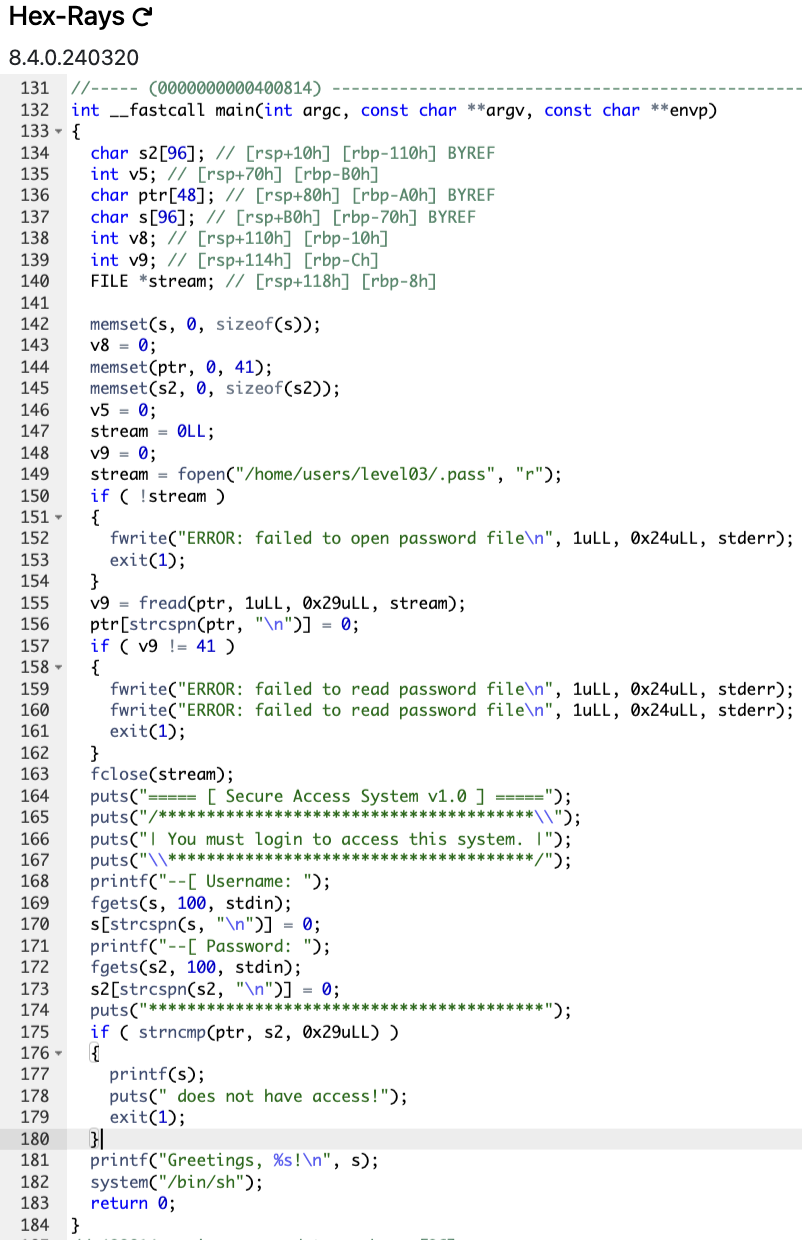 Hex-Rays
8.4.0.240320
131 //----- (0000000000400814) ----------------------------------------------------
132 int __fastcall main(int argc, const char **argv, const char **envp)
133 {
134 char s2[96]; // [rsp+10h] [rbp-110h] BYREF
135 int v5; // [rsp+70h] [rbp-B0h]
136 char ptr[48]; // [rsp+80h] [rbp-A0h] BYREF
137 char s[96]; // [rsp+B0h] [rbp-70h] BYREF
138 int v8; // [rsp+110h] [rbp-10h]
139 int v9; // [rsp+114h] [rbp-Ch]
140 FILE *stream; // [rsp+118h] [rbp-8h]
141
142 memset(s, 0, sizeof(s));
143 v8 = 0;
144 memset(ptr, 0, 41);
145 memset(s2, 0, sizeof(s2));
146 v5 = 0;
147 stream = 0LL;
148 v9 = 0;
149 stream = fopen("/home/users/level03/.pass", "r");
150 if ( !stream )
151 {
152 fwrite("ERROR: failed to open password file\n", 1uLL, 0x24uLL, stderr);
153 exit(1);
154 }
155 v9 = fread(ptr, 1uLL, 0x29uLL, stream);
156 ptr[strcspn(ptr, "\n")] = 0;
157 if ( v9 != 41 )
158 {
159 fwrite("ERROR: failed to read password file\n", 1uLL, 0x24uLL, stderr);
160 fwrite("ERROR: failed to read password file\n", 1uLL, 0x24uLL, stderr);
161 exit(1);
162 }
163 fclose(stream);
164 puts("===== [ Secure Access System v1.0 ] =====");
165 puts("/***************************************\\");
166 puts("| You must login to access this system. |");
167 puts("\\**************************************/");
168 printf("--[ Username: ");
169 fgets(s, 100, stdin);
170 s[strcspn(s, "\n")] = 0;
171 printf("--[ Password: ");
172 fgets(s2, 100, stdin);
173 s2[strcspn(s2, "\n")] = 0;
174 puts("*****************************************");
175 if ( strncmp(ptr, s2, 0x29uLL) )
176 {
177 printf(s);
178 puts(" does not have access!");
179 exit(1);
180 }
181 printf("Greetings, %s!\n", s);
182 system("/bin/sh");
183 return 0;
184 }